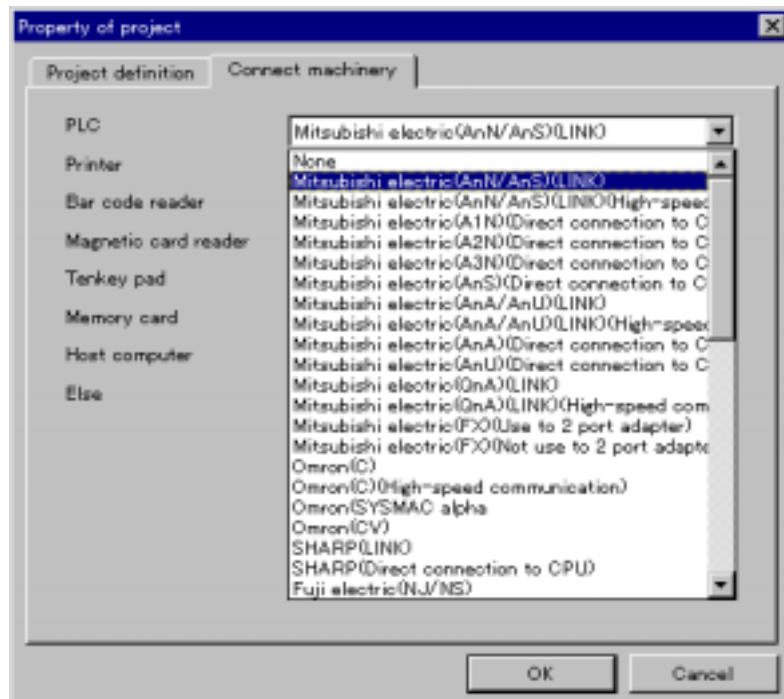 Property of project
Project definition
Connect machinery
PLC
Mitsubishi electric(AnN/AnS)(LINK)
Printer
Bar code reader
Magnetic card reader
Tenkey pad
Memory card
Host computer
Else
None
Mitsubishi electric(AnN/AnS)(LINK)
Mitsubishi electric(AnN/AnS)(LINK)(High-speed
Mitsubishi electric(A1N)(Direct connection to C
Mitsubishi electric(A2N)(Direct connection to C
Mitsubishi electric(A3N)(Direct connection to C
Mitsubishi electric(AnS)(Direct connection to C
Mitsubishi electric(AnA/AnU)(LINK)
Mitsubishi electric(AnA/AnU)(LINK)(High-speed
Mitsubishi electric(AnA)(Direct connection to C
Mitsubishi electric(AnU)(Direct connection to C
Mitsubishi electric(QnA)(LINK)
Mitsubishi electric(QnA)(LINK)(High-speed com
Mitsubishi electric(FX)(Use to 2 port adapter)
Mitsubishi electric(FX)(Not use to 2 port adapte
Omron(C)
Omron(C)(High-speed communication)
Omron(SYSMAC alpha
Omron(CV)
SHARP(LINK)
SHARP(Direct connection to CPU)
Fuji electric(NJ/NS)
OK
Cancel